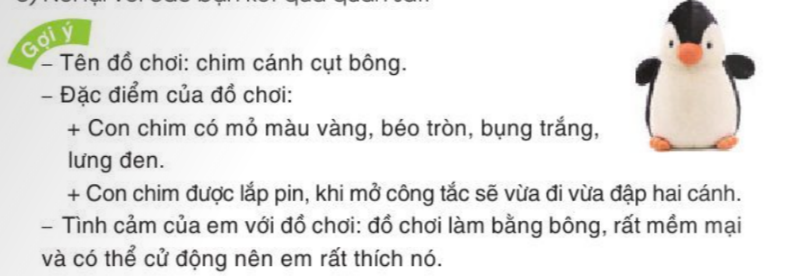 Gợi ý
– Tên đồ chơi: chim cánh cụt bông.
– Đặc điểm của đồ chơi:
+ Con chim có mỏ màu vàng, béo tròn, bụng trắng,
lưng đen.
+ Con chim được lắp pin, khi mở công tắc sẽ vừa đi vừa đập hai cánh.
– Tình cảm của em với đồ chơi: đồ chơi làm bằng bông, rất mềm mại
và có thể cử động nên em rất thích nó.